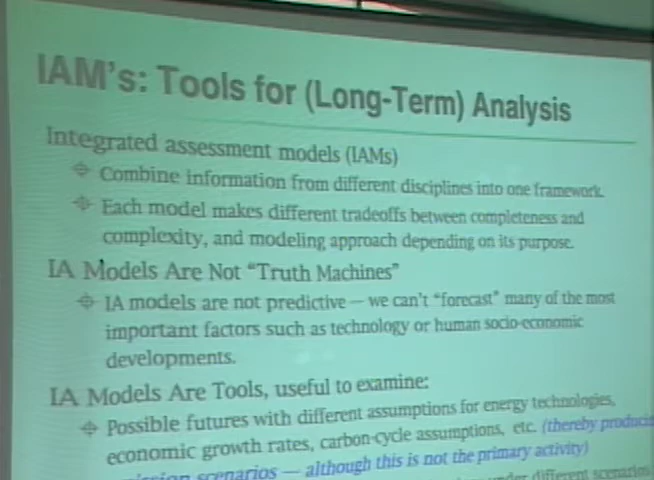 IAM's: Tools for (Long-Term) Analysis
Integrated assessment models (IAMs)
Combine information from different disciplines into one framework.
Each model makes different tradeoffs between completeness and
complexity, and modeling approach depending on its purpose.
IA Models Are Not "Truth Machines"
IA models are not predictive – we can't "forecast" many of the most
important factors such as technology or human socio-economic
developments.
IA Models Are Tools, useful to examine:
Possible futures with different assumptions for energy technologies,
economic growth rates, carbon-cycle assumptions, etc. (thereby
scenarios — although this is not the primary activity)
under different scenarios